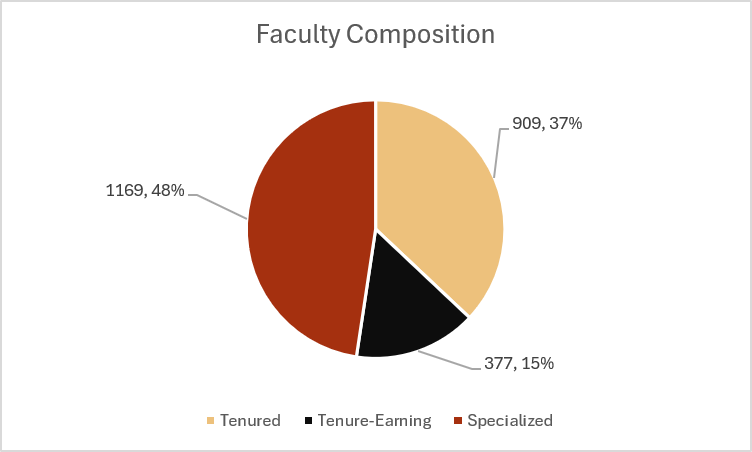 Faculty Composition
909, 37%
1169, 48%
377, 15%
Tenured Tenure-Earning Specialized